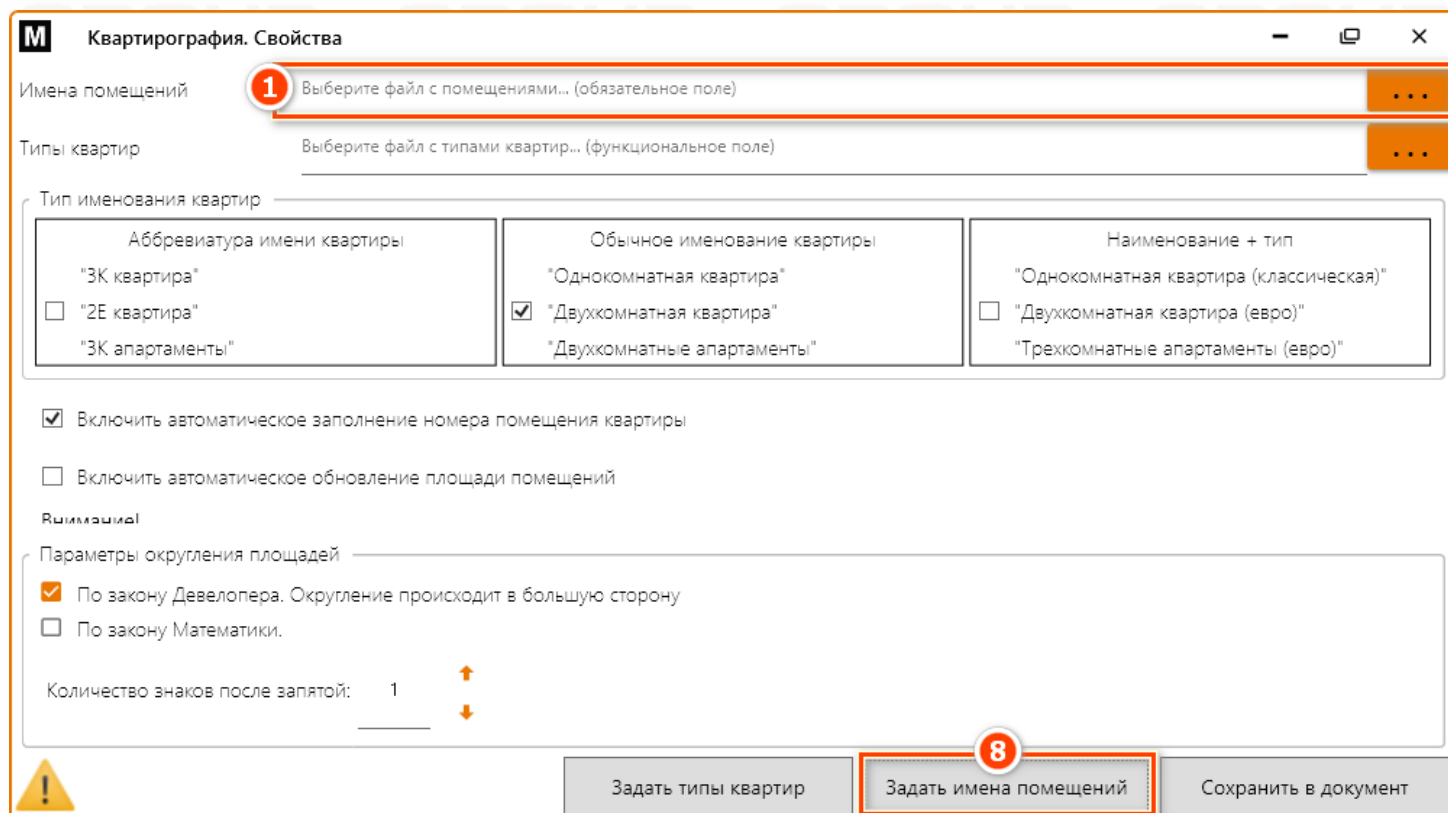 M Квартирография. Свойства
Имена помещений 1 Выберите файл с помещениями... (обязательное поле) ...
Типы квартир Выберите файл с типами квартир... (функциональное поле) ...
Тип именования квартир
Аббревиатура имени квартиры
"3К квартира"
"2Е квартира"
"3К апартаменты"
Обычное именование квартиры
"Однокомнатная квартира"
"Двухкомнатная квартира"
"Двухкомнатные апартаменты"
Наименование + тип
"Однокомнатная квартира (классическая)"
"Двухкомнатная квартира (евро)"
"Трехкомнатные апартаменты (евро)"
Включить автоматическое заполнение номера помещения квартиры
Включить автоматическое обновление площади помещений
Внимание!
Параметры округления площадей
По закону Девелопера. Округление происходит в большую сторону
По закону Математики.
Количество знаков после запятой: 1
8
Задать типы квартир Задать имена помещений Сохранить в документ